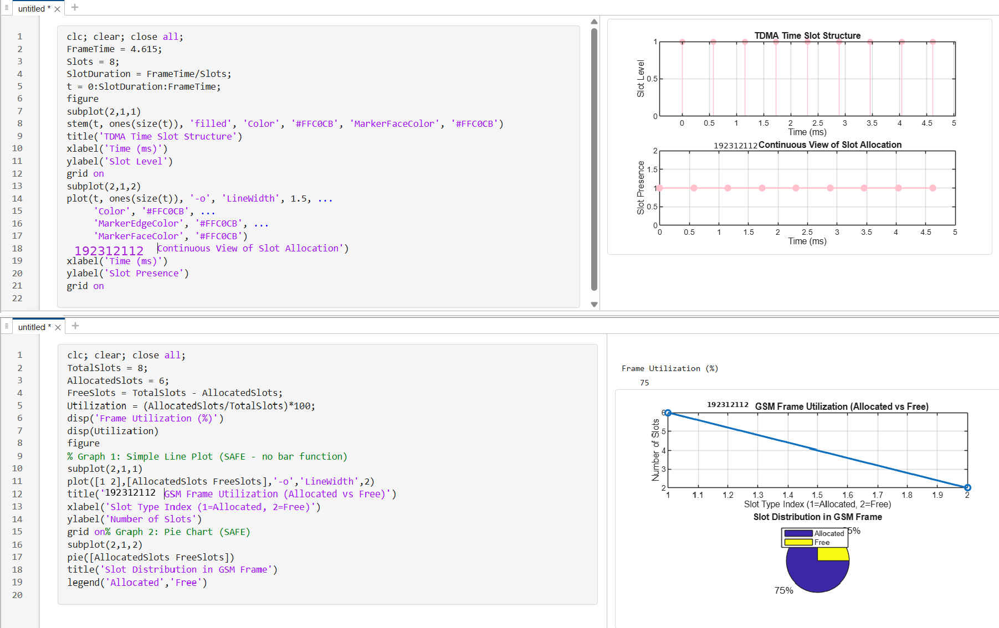 untitled *
1 clc; clear; close all;
2 FrameTime = 4.615;
3 Slots = 8;
4 SlotDuration = FrameTime/Slots;
5 t = 0:SlotDuration:FrameTime;
6 figure
7 subplot(2,1,1)
8 stem(t, ones(size(t)), 'filled', 'Color', '#FFC0CB', 'MarkerFaceColor', '#FFC0CB')
9 title('TDMA Time Slot Structure')
10 xlabel('Time (ms)')
11 ylabel('Slot Level')
12 grid on
13 subplot(2,1,2)
14 plot(t, ones(size(t)), '-o', 'LineWidth', 1.5, ...
15 'Color', '#FFC0CB', ...
16 'MarkerEdgeColor', '#FFC0CB', ...
17 'MarkerFaceColor', '#FFC0CB')
18 192312112 Continuous View of Slot Allocation')
19 xlabel('Time (ms)')
20 ylabel('Slot Presence')
21 grid on
22
TDMA Time Slot Structure
Slot Level
1
0.5
0
0 0.5 1 1.5 2 2.5 3 3.5 4 4.5 5
Time (ms)
192312112 Continuous View of Slot Allocation
Slot Presence
2
1.5
1
0.5
0
0 0.5 1 1.5 2 2.5 3 3.5 4 4.5 5
Time (ms)
untitled *
1 clc; clear; close all;
2 TotalSlots = 8;
3 AllocatedSlots = 6;
4 FreeSlots = TotalSlots - AllocatedSlots;
5 Utilization = (AllocatedSlots/TotalSlots)*100;
6 disp('Frame Utilization (%)')
7 disp(Utilization)
8 figure
9 % Graph 1: Simple Line Plot (SAFE - no bar function)
10 subplot(2,1,1)
11 plot([1 2],[AllocatedSlots FreeSlots],'-o','LineWidth',2)
12 title('192312112 GSM Frame Utilization (Allocated vs Free)')
13 xlabel('Slot Type Index (1=Allocated, 2=Free)')
14 ylabel('Number of Slots')
15 grid on% Graph 2: Pie Chart (SAFE)
16 subplot(2,1,2)
17 pie([AllocatedSlots FreeSlots])
18 title('Slot Distribution in GSM Frame')
19 legend('Allocated','Free')
20
Frame Utilization (%)
75
192312112 GSM Frame Utilization (Allocated vs Free)
Number of Slots
6
5
4
3
2
1 1.1 1.2 1.3 1.4 1.5 1.6 1.7 1.8 1.9 2
Slot Type Index (1=Allocated, 2=Free)
Slot Distribution in GSM Frame
Allocated
Free
5%
75%